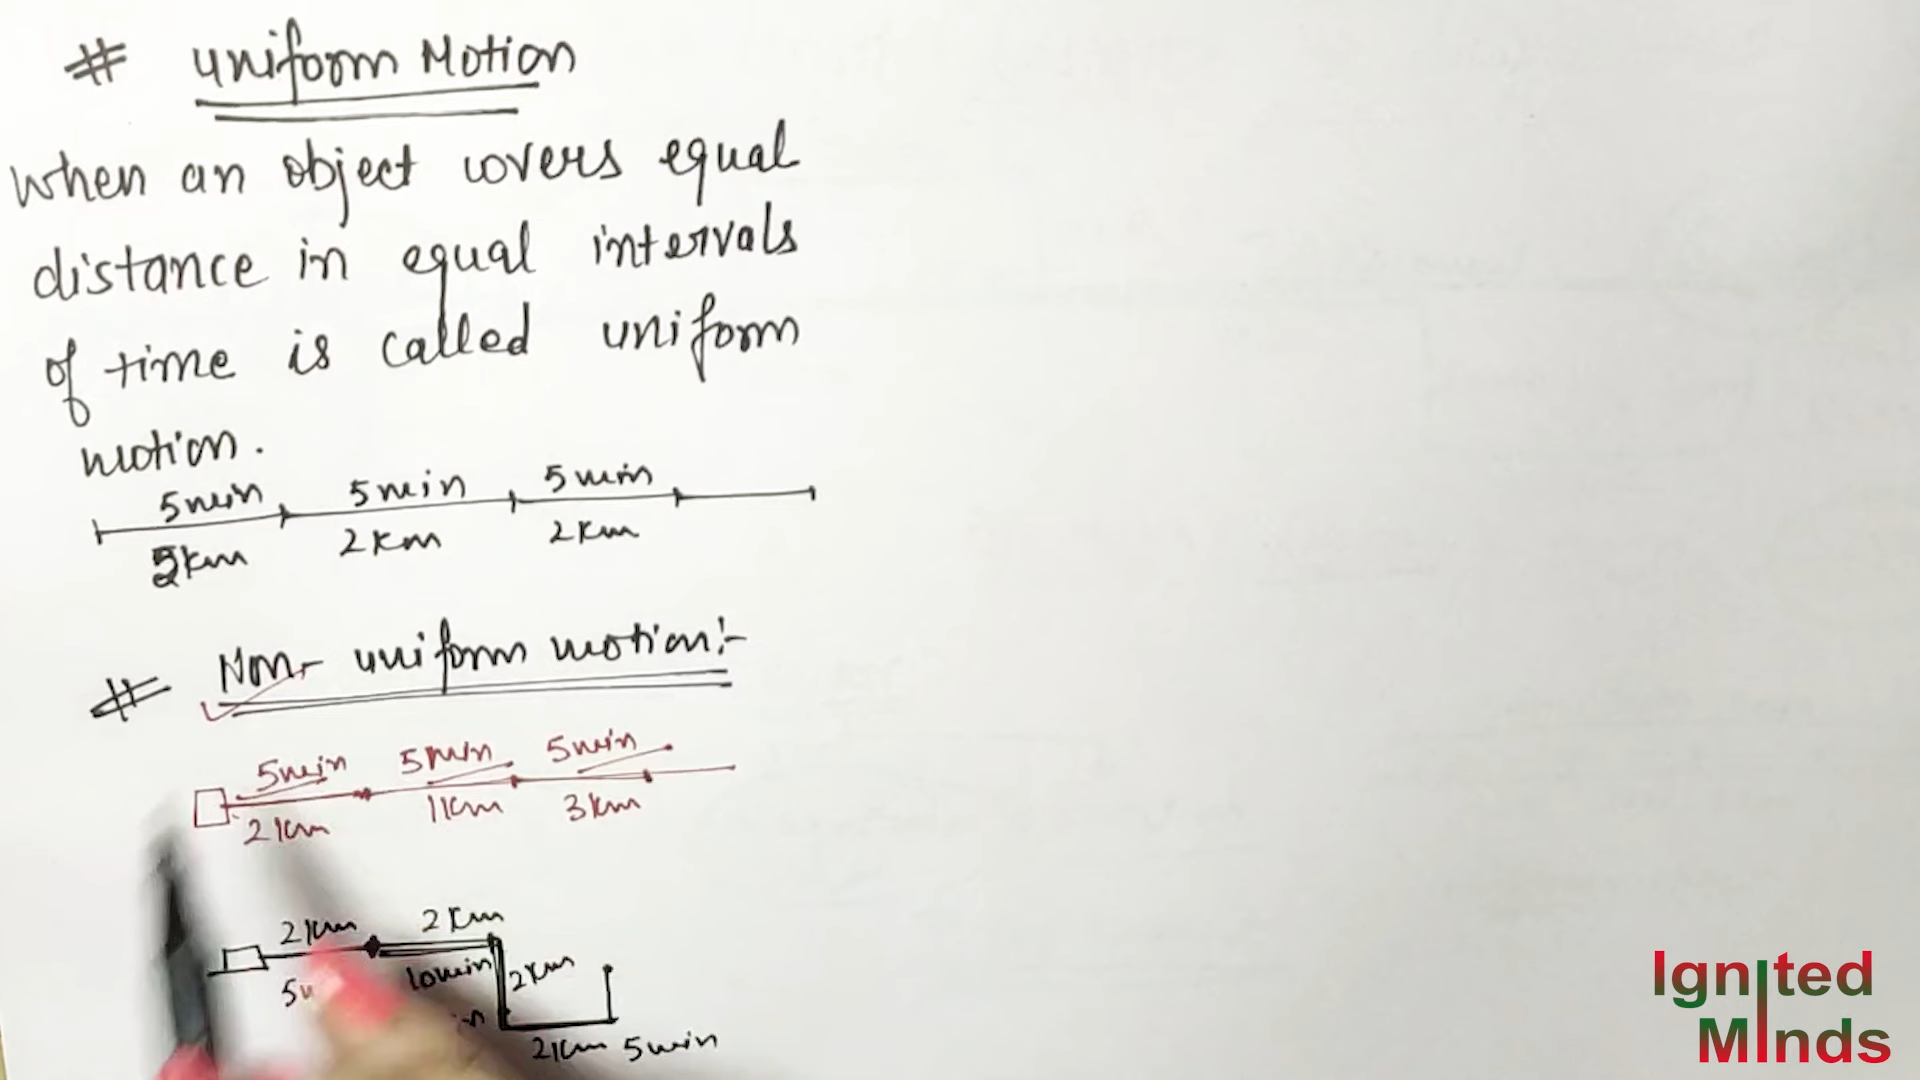 # Uniform Motion
When an object covers equal
distance in equal intervals
of time is called uniform
motion.
5min 5min 5min
2km 2km
# Non- uniform motion:-
5min 5min 5min
2km 1km 3km
2km 2km
10min 2km
2km 5min
Ignited
Minds